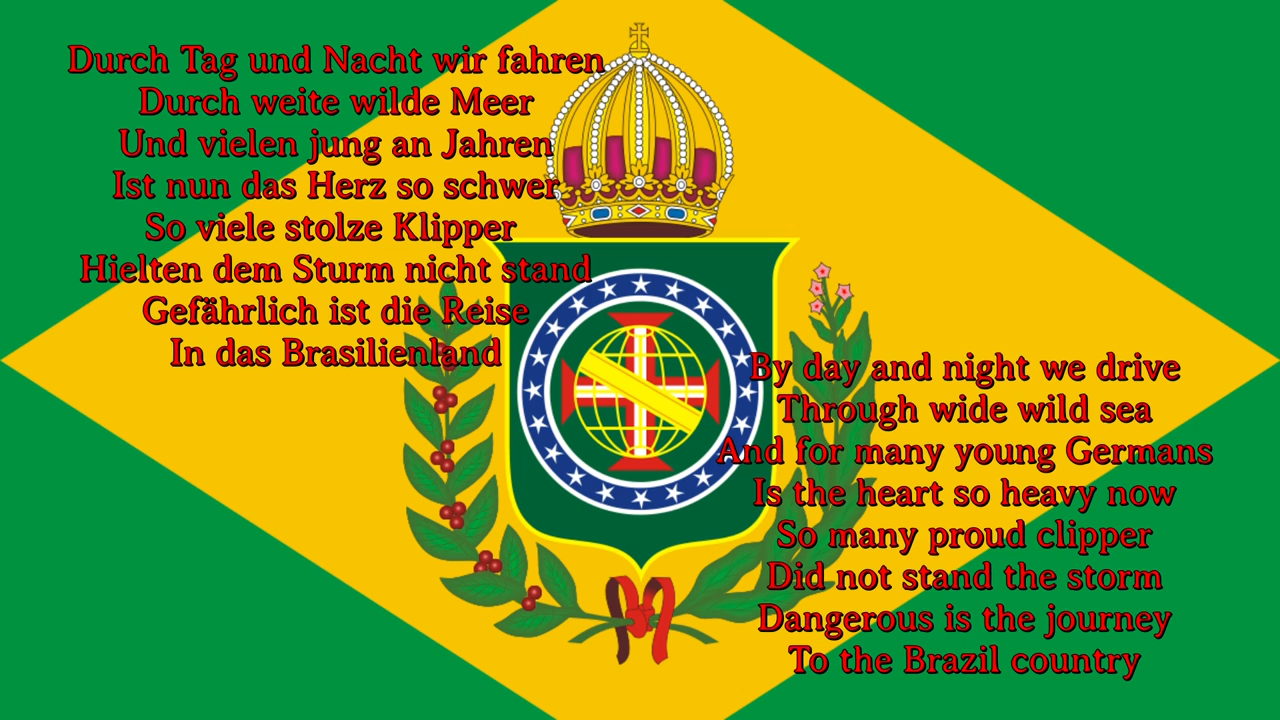 Durch Tag und Nacht wir fahren
Durch weite wilde Meer
Und vielen jung an Jahren
Ist nun das Herz so schwer
So viele stolze Klipper
Hielten dem Sturm nicht stand
Gefährlich ist die Reise
In das Brasilienland
By day and night we drive
Through wide wild sea
And for many young Germans
Is the heart so heavy now
So many proud clipper
Did not stand the storm
Dangerous is the journey
To the Brazil country